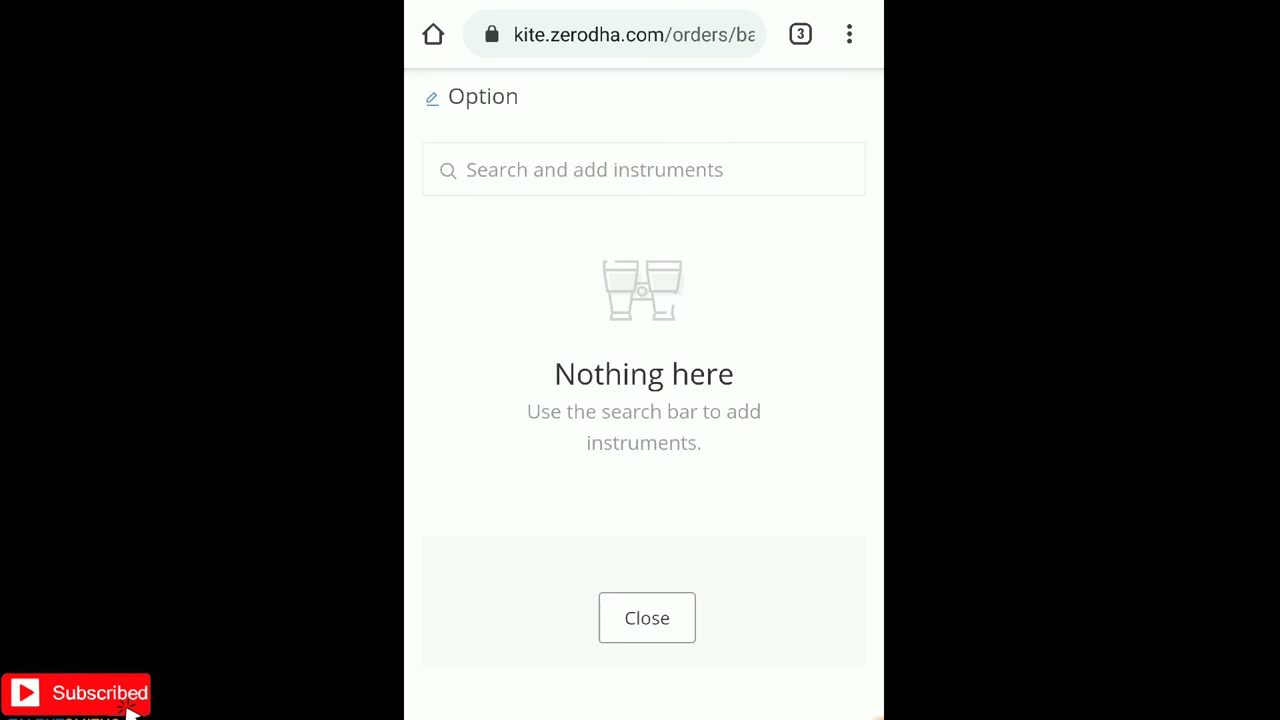 kite.zerodha.com/orders/ba
3
Option
Search and add instruments
Nothing here
Use the search bar to add
instruments.
Close
Subscribed